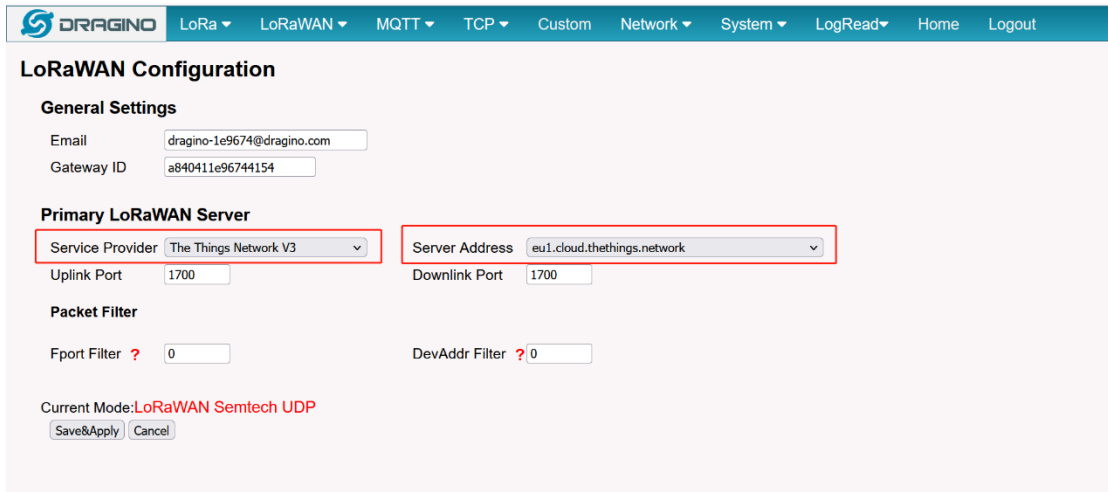 DRAGINO LoRa LoRaWAN MQTT TCP Custom Network System LogRead Home Logout
LoRaWAN Configuration
General Settings
Email dragino-1e9674@dragino.com
Gateway ID a840411e96744154
Primary LoRaWAN Server
Service Provider The Things Network V3 Server Address eu1.cloud.thethings.network
Uplink Port 1700 Downlink Port 1700
Packet Filter
Fport Filter ? 0 DevAddr Filter ? 0
Current Mode:LoRaWAN Semtech UDP
Save&Apply Cancel